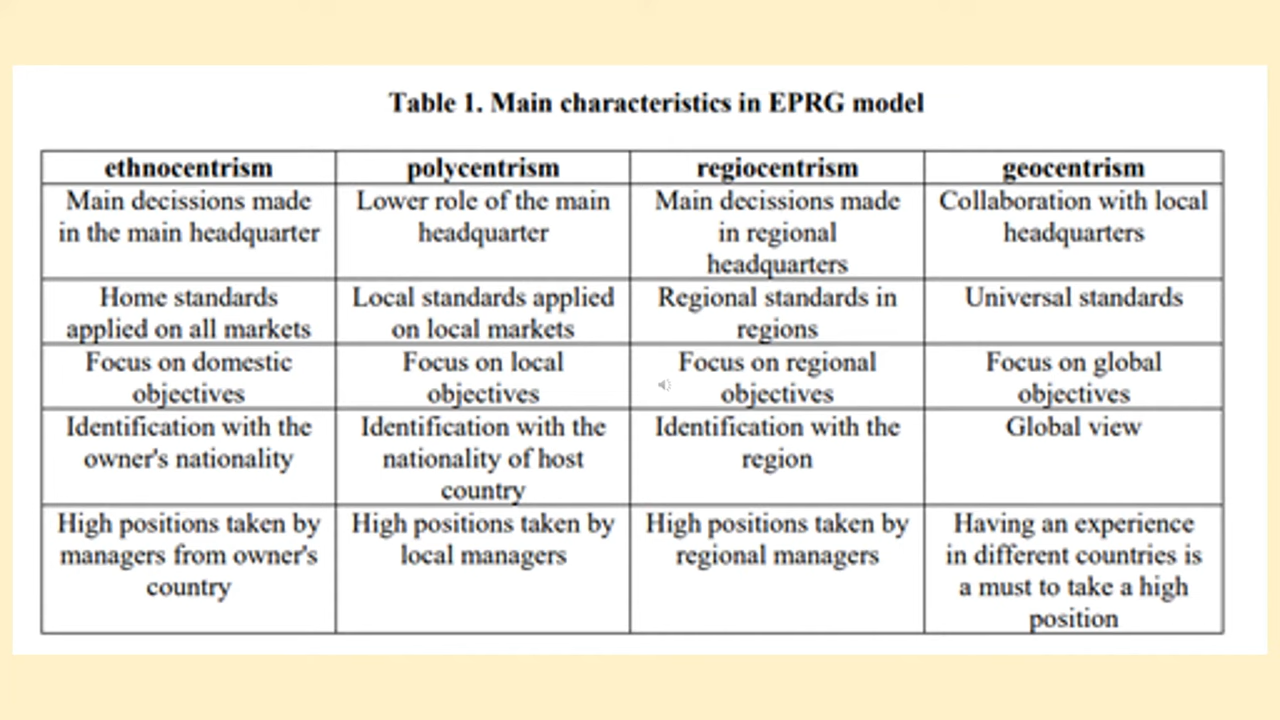 Table 1. Main characteristics in EPRG model
ethnocentrism polycentrism regiocentrism geocentrism
Main decissions made
in the main headquarter
Lower role of the main
headquarter
Main decissions made
in regional
headquarters
Collaboration with local
headquarters
Home standards
applied on all markets
Local standards applied
on local markets
Regional standards in
regions
Universal standards
Focus on domestic
objectives
Focus on local
objectives
Focus on regional
objectives
Focus on global
objectives
Identification with the
owner's nationality
Identification with the
nationality of host
country
Identification with the
region
Global view
High positions taken by
managers from owner's
country
High positions taken by
local managers
High positions taken by
regional managers
Having an experience
in different countries is
a must to take a high
position